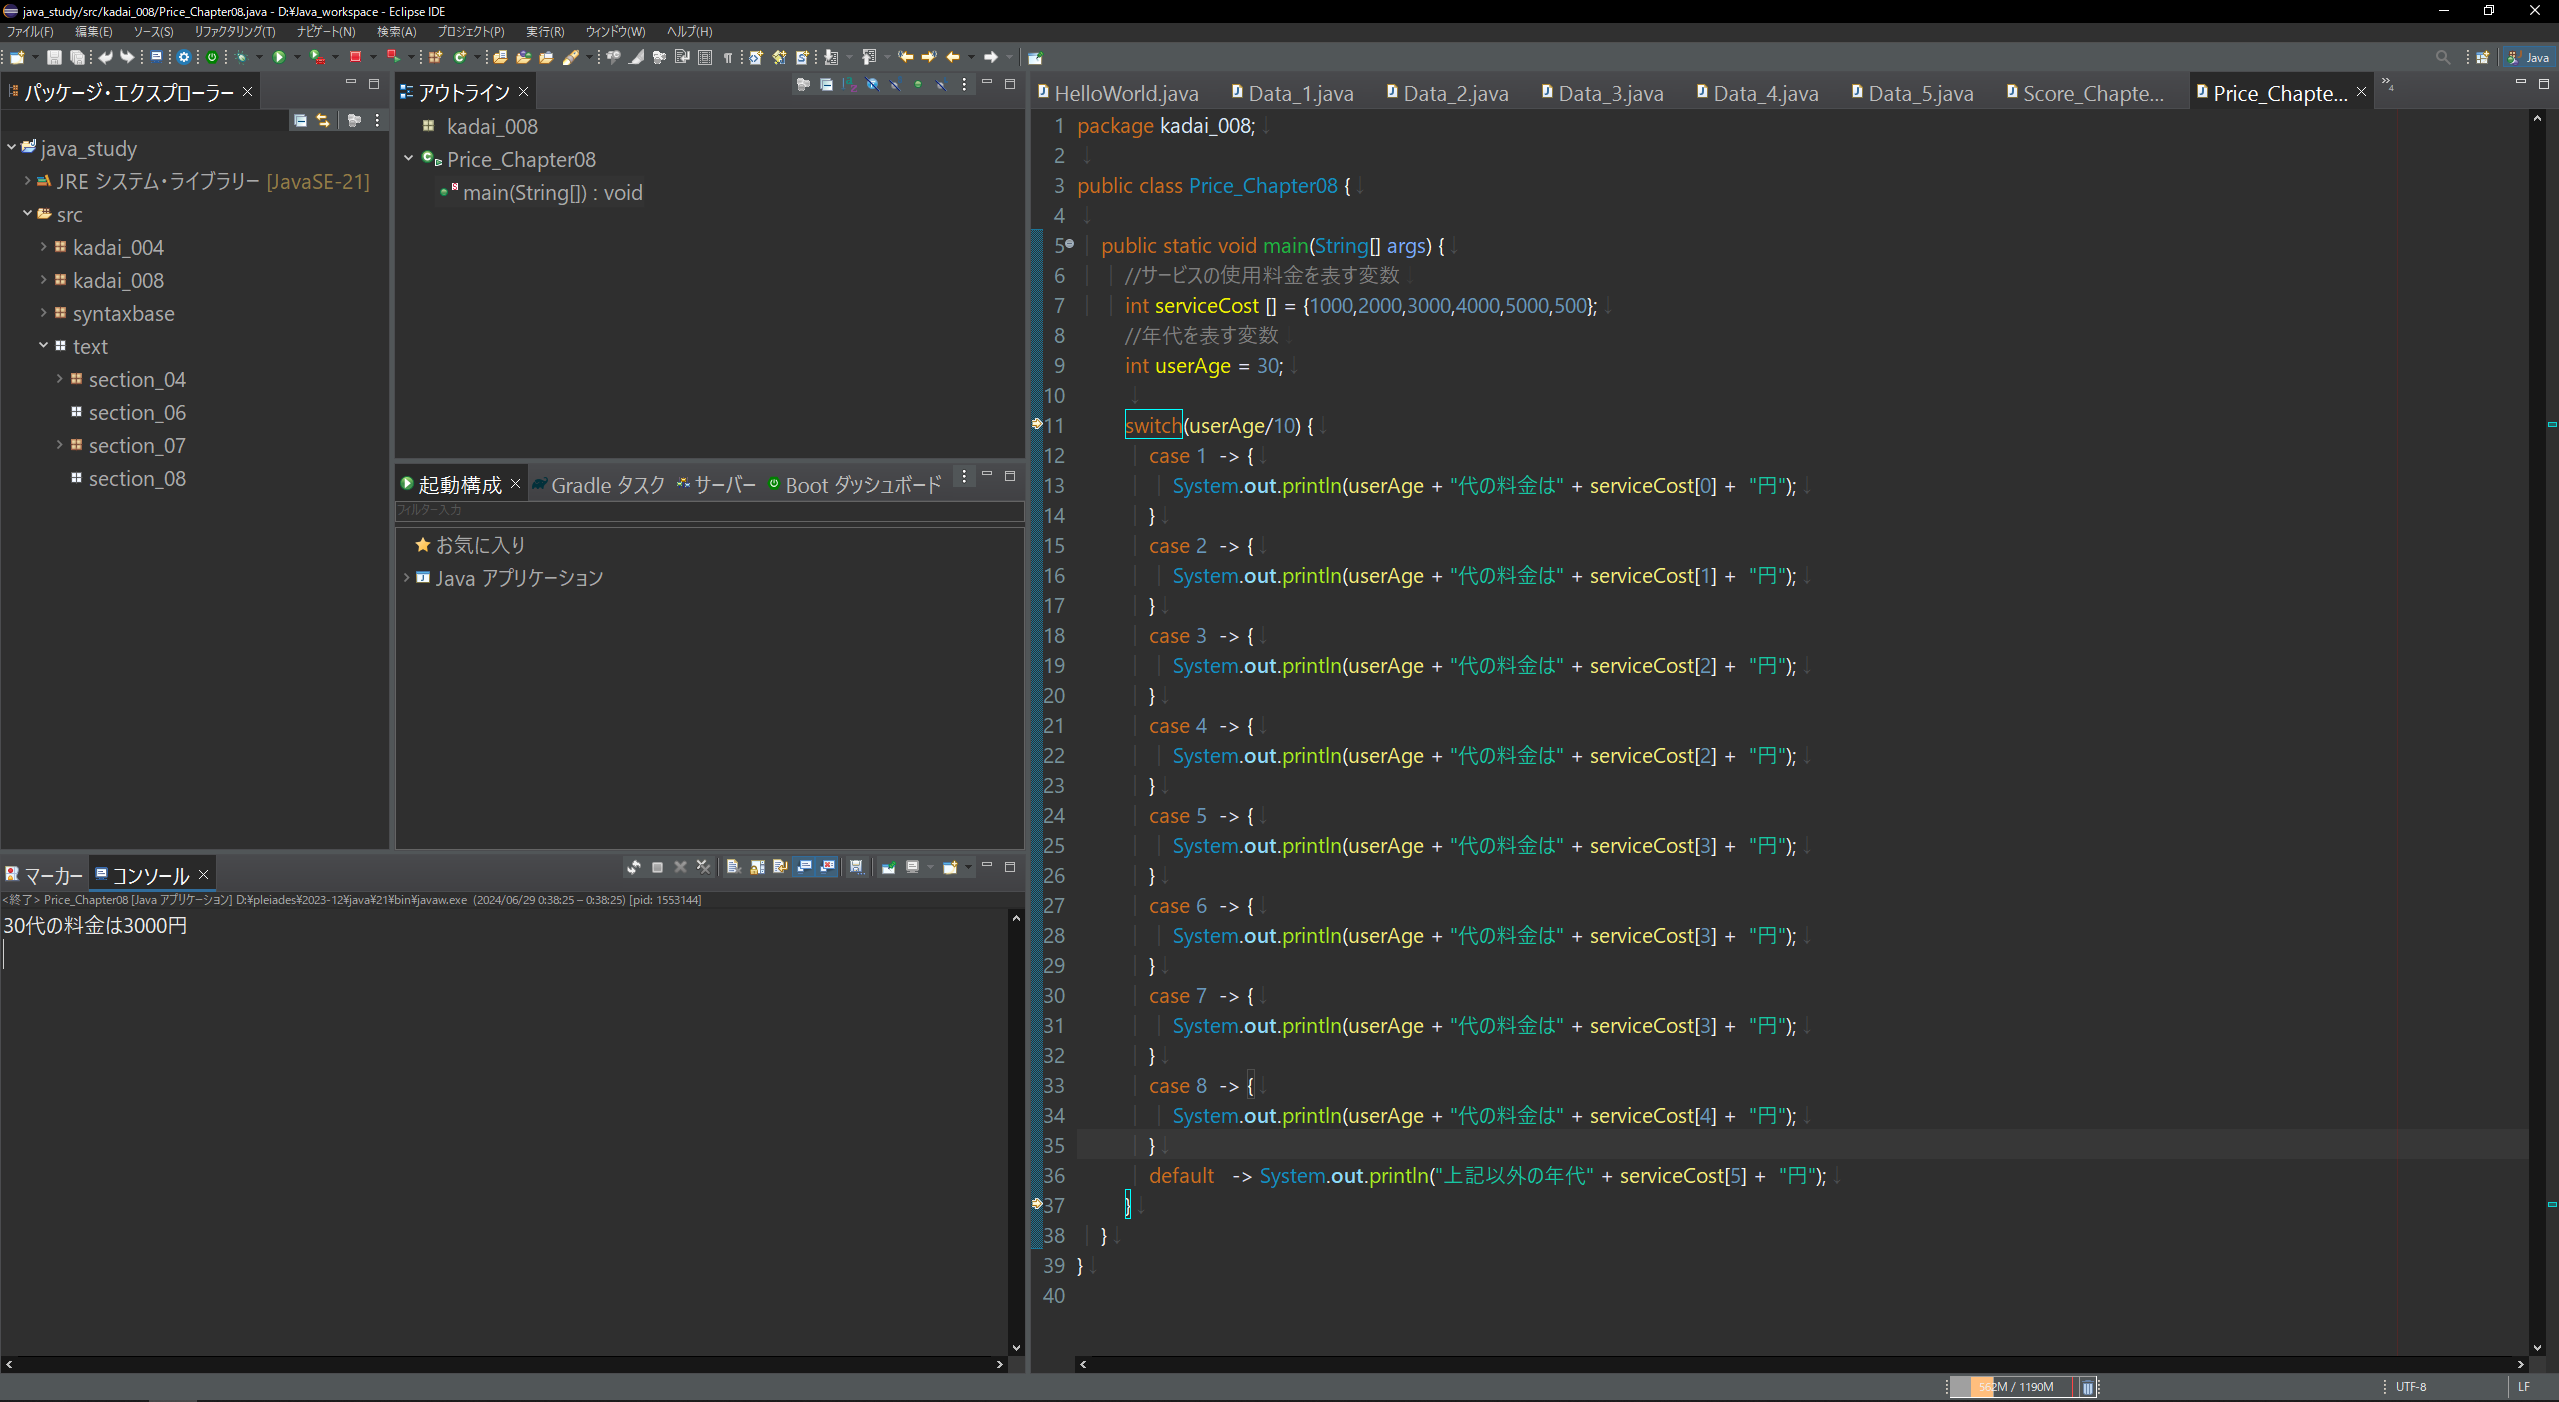 java_study/src/kadai_008/Price_Chapter08.java - D:¥Java_workspace - Eclipse IDE
ファイル(F) 編集(E) ソース(S) リファクタリング(T) ナビゲート(N) 検索(A) プロジェクト(P) 実行(R) ウィンドウ(W) ヘルプ(H)
Java
パッケージ・エクスプローラー
java_study
JRE システム・ライブラリー [JavaSE-21]
src
kadai_004
kadai_008
syntaxbase
text
section_04
section_06
section_07
section_08
アウトライン
kadai_008
Price_Chapter08
main(String[]) : void
起動構成 Gradle タスク サーバー Boot ダッシュボード
フィルター入力
お気に入り
Java アプリケーション
マーカー コンソール
<終了> Price_Chapter08 [Java アプリケーション] D:¥pleiades¥2023-12¥java¥21¥bin¥javaw.exe (2024/06/29 0:38:25 – 0:38:25) [pid: 1553144]
30代の料金は3000円
HelloWorld.java Data_1.java Data_2.java Data_3.java Data_4.java Data_5.java Score_Chapte... Price_Chapte... »4
1 package kadai_008;
2
3 public class Price_Chapter08 {
4
5 public static void main(String[] args) {
6 //サービスの使用料金を表す変数
7 int serviceCost [] = {1000,2000,3000,4000,5000,500};
8 //年代を表す変数
9 int userAge = 30;
10
11 switch(userAge/10) {
12 case 1 -> {
13 System.out.println(userAge + "代の料金は" + serviceCost[0] + "円");
14 }
15 case 2 -> {
16 System.out.println(userAge + "代の料金は" + serviceCost[1] + "円");
17 }
18 case 3 -> {
19 System.out.println(userAge + "代の料金は" + serviceCost[2] + "円");
20 }
21 case 4 -> {
22 System.out.println(userAge + "代の料金は" + serviceCost[2] + "円");
23 }
24 case 5 -> {
25 System.out.println(userAge + "代の料金は" + serviceCost[3] + "円");
26 }
27 case 6 -> {
28 System.out.println(userAge + "代の料金は" + serviceCost[3] + "円");
29 }
30 case 7 -> {
31 System.out.println(userAge + "代の料金は" + serviceCost[3] + "円");
32 }
33 case 8 -> {
34 System.out.println(userAge + "代の料金は" + serviceCost[4] + "円");
35 }
36 default -> System.out.println("上記以外の年代" + serviceCost[5] + "円");
37 }
38 }
39 }
40
562M / 1190M UTF-8 LF